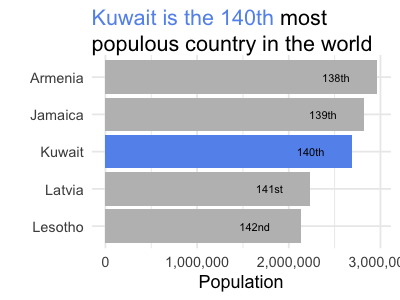 Kuwait is the 140th most
populous country in the world
Armenia 138th
Jamaica 139th
Kuwait 140th
Latvia 141st
Lesotho 142nd
0 1,000,000 2,000,000 3,000,00
Population